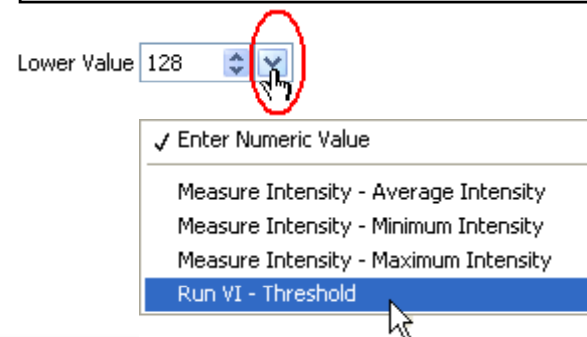 Lower Value 128
✓ Enter Numeric Value
Measure Intensity - Average Intensity
Measure Intensity - Minimum Intensity
Measure Intensity - Maximum Intensity
Run VI - Threshold